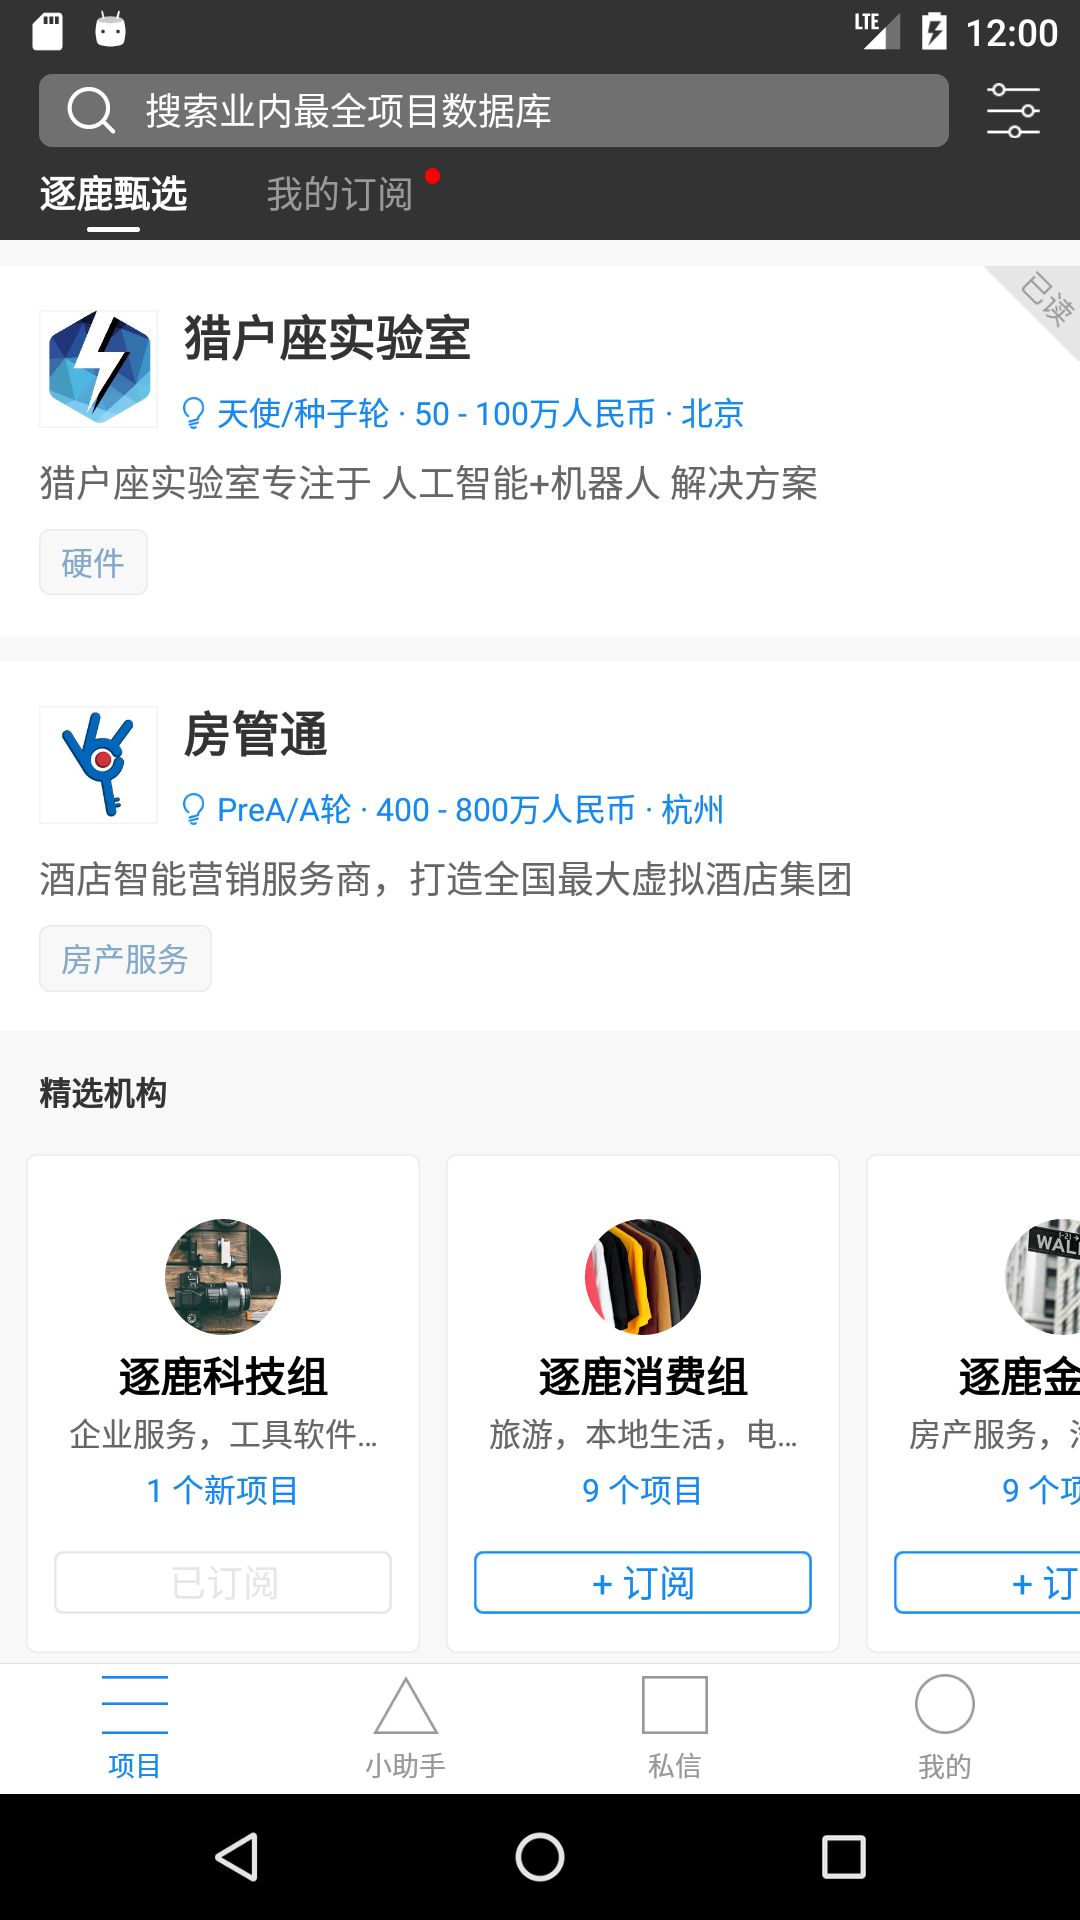 LTE 12:00
搜索业内最全项目数据库
逐鹿甄选 我的订阅
已读
猎户座实验室
天使/种子轮 · 50 - 100万人民币 · 北京
猎户座实验室专注于 人工智能+机器人 解决方案
硬件
房管通
PreA/A轮 · 400 - 800万人民币 · 杭州
酒店智能营销服务商，打造全国最大虚拟酒店集团
房产服务
精选机构
逐鹿科技组 逐鹿消费组 逐鹿金
企业服务，工具软件... 旅游，本地生活，电... 房产服务，
1 个新项目 9 个项目 9 个项
已订阅 + 订阅 + 订
项目 小助手 私信 我的